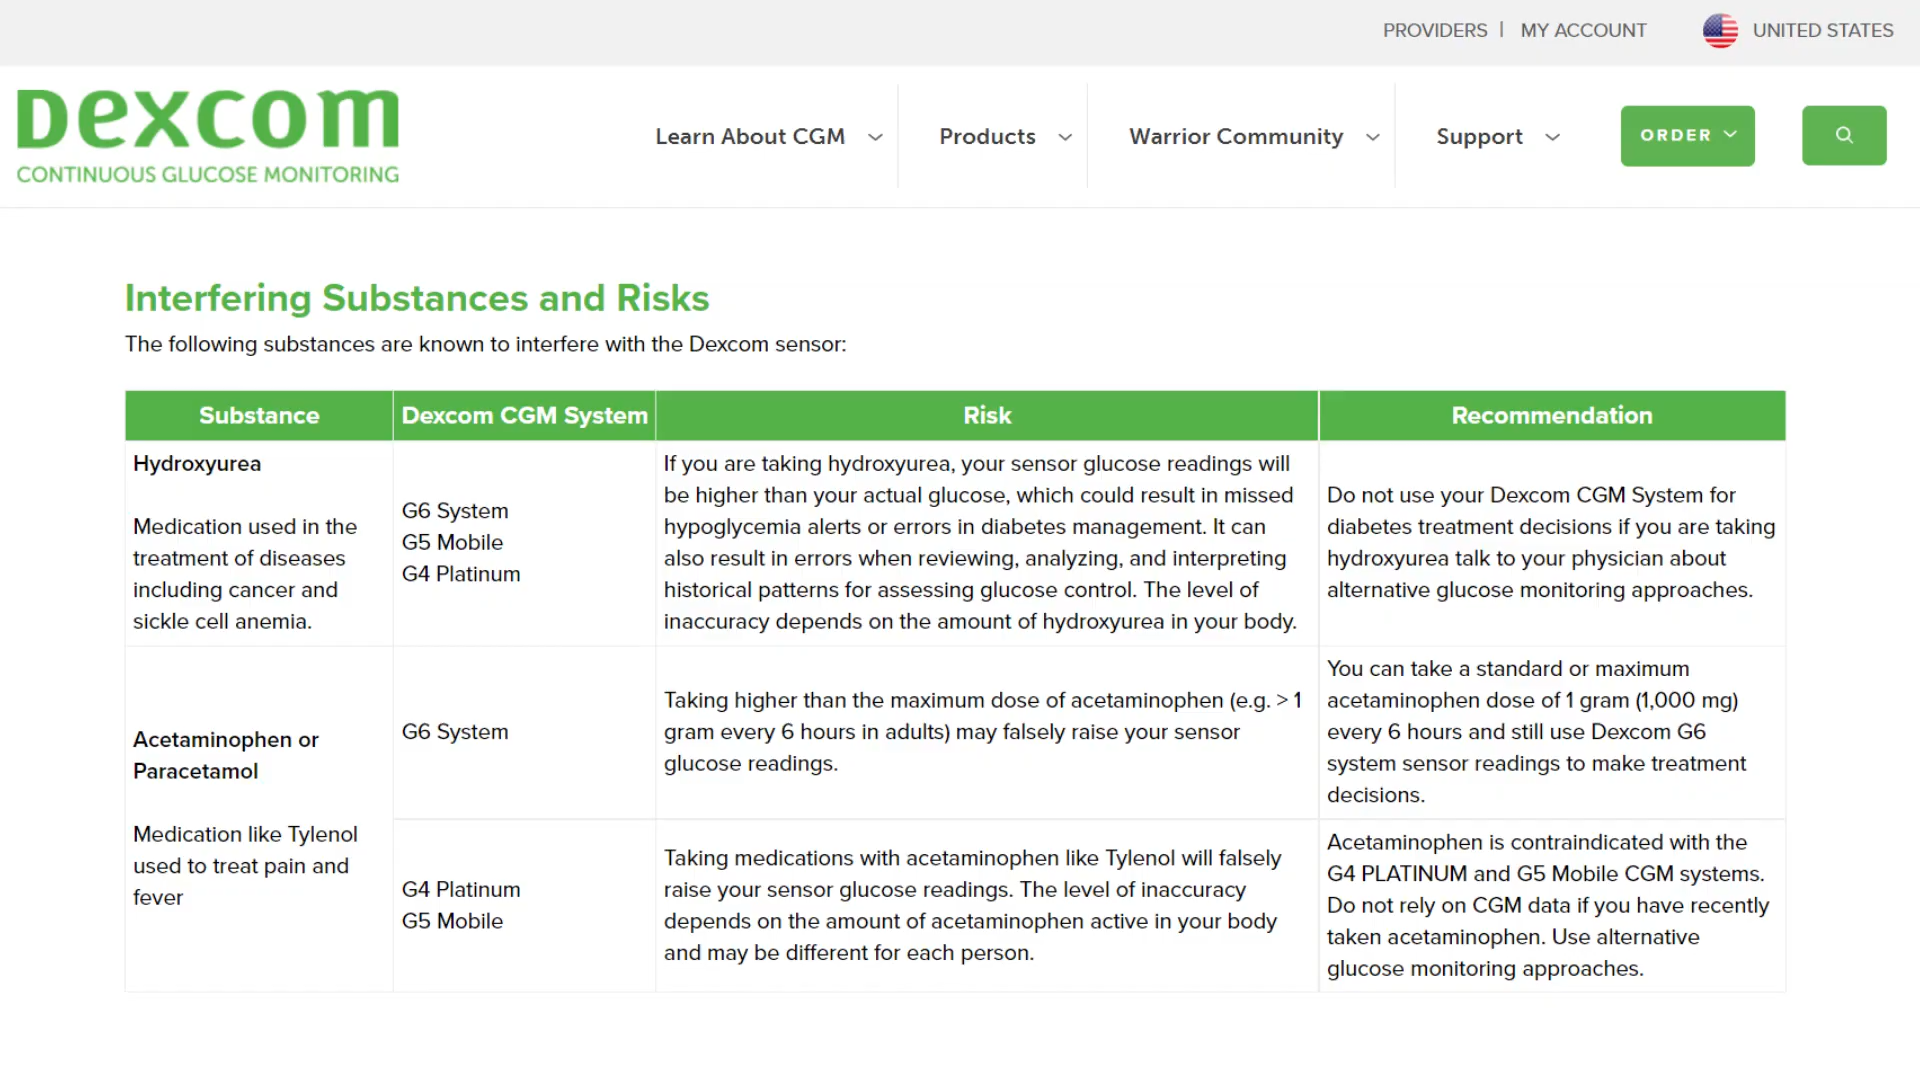 PROVIDERS | MY ACCOUNT UNITED STATES
Dexcom
CONTINUOUS GLUCOSE MONITORING
Learn About CGM Products Warrior Community Support ORDER
Interfering Substances and Risks
The following substances are known to interfere with the Dexcom sensor:
Substance Dexcom CGM System Risk Recommendation
Hydroxyurea
Medication used in the
treatment of diseases
including cancer and
sickle cell anemia.
G6 System
G5 Mobile
G4 Platinum
If you are taking hydroxyurea, your sensor glucose readings will
be higher than your actual glucose, which could result in missed
hypoglycemia alerts or errors in diabetes management. It can
also result in errors when reviewing, analyzing, and interpreting
historical patterns for assessing glucose control. The level of
inaccuracy depends on the amount of hydroxyurea in your body.
Do not use your Dexcom CGM System for
diabetes treatment decisions if you are taking
hydroxyurea talk to your physician about
alternative glucose monitoring approaches.
Acetaminophen or
Paracetamol
Medication like Tylenol
used to treat pain and
fever
G6 System
Taking higher than the maximum dose of acetaminophen (e.g. > 1
gram every 6 hours in adults) may falsely raise your sensor
glucose readings.
You can take a standard or maximum
acetaminophen dose of 1 gram (1,000 mg)
every 6 hours and still use Dexcom G6
system sensor readings to make treatment
decisions.
G4 Platinum
G5 Mobile
Taking medications with acetaminophen like Tylenol will falsely
raise your sensor glucose readings. The level of inaccuracy
depends on the amount of acetaminophen active in your body
and may be different for each person.
Acetaminophen is contraindicated with the
G4 PLATINUM and G5 Mobile CGM systems.
Do not rely on CGM data if you have recently
taken acetaminophen. Use alternative
glucose monitoring approaches.